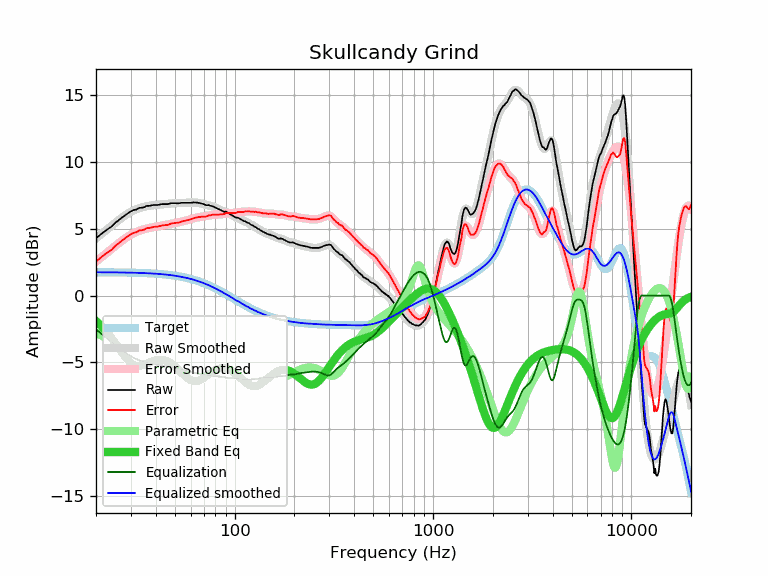 Skullcandy Grind
15
10
5
0
−5
−10
−15
Amplitude (dBr)
Target
Raw Smoothed
Error Smoothed
Raw
Error
Parametric Eq
Fixed Band Eq
Equalization
Equalized smoothed
100
1000
10000
Frequency (Hz)